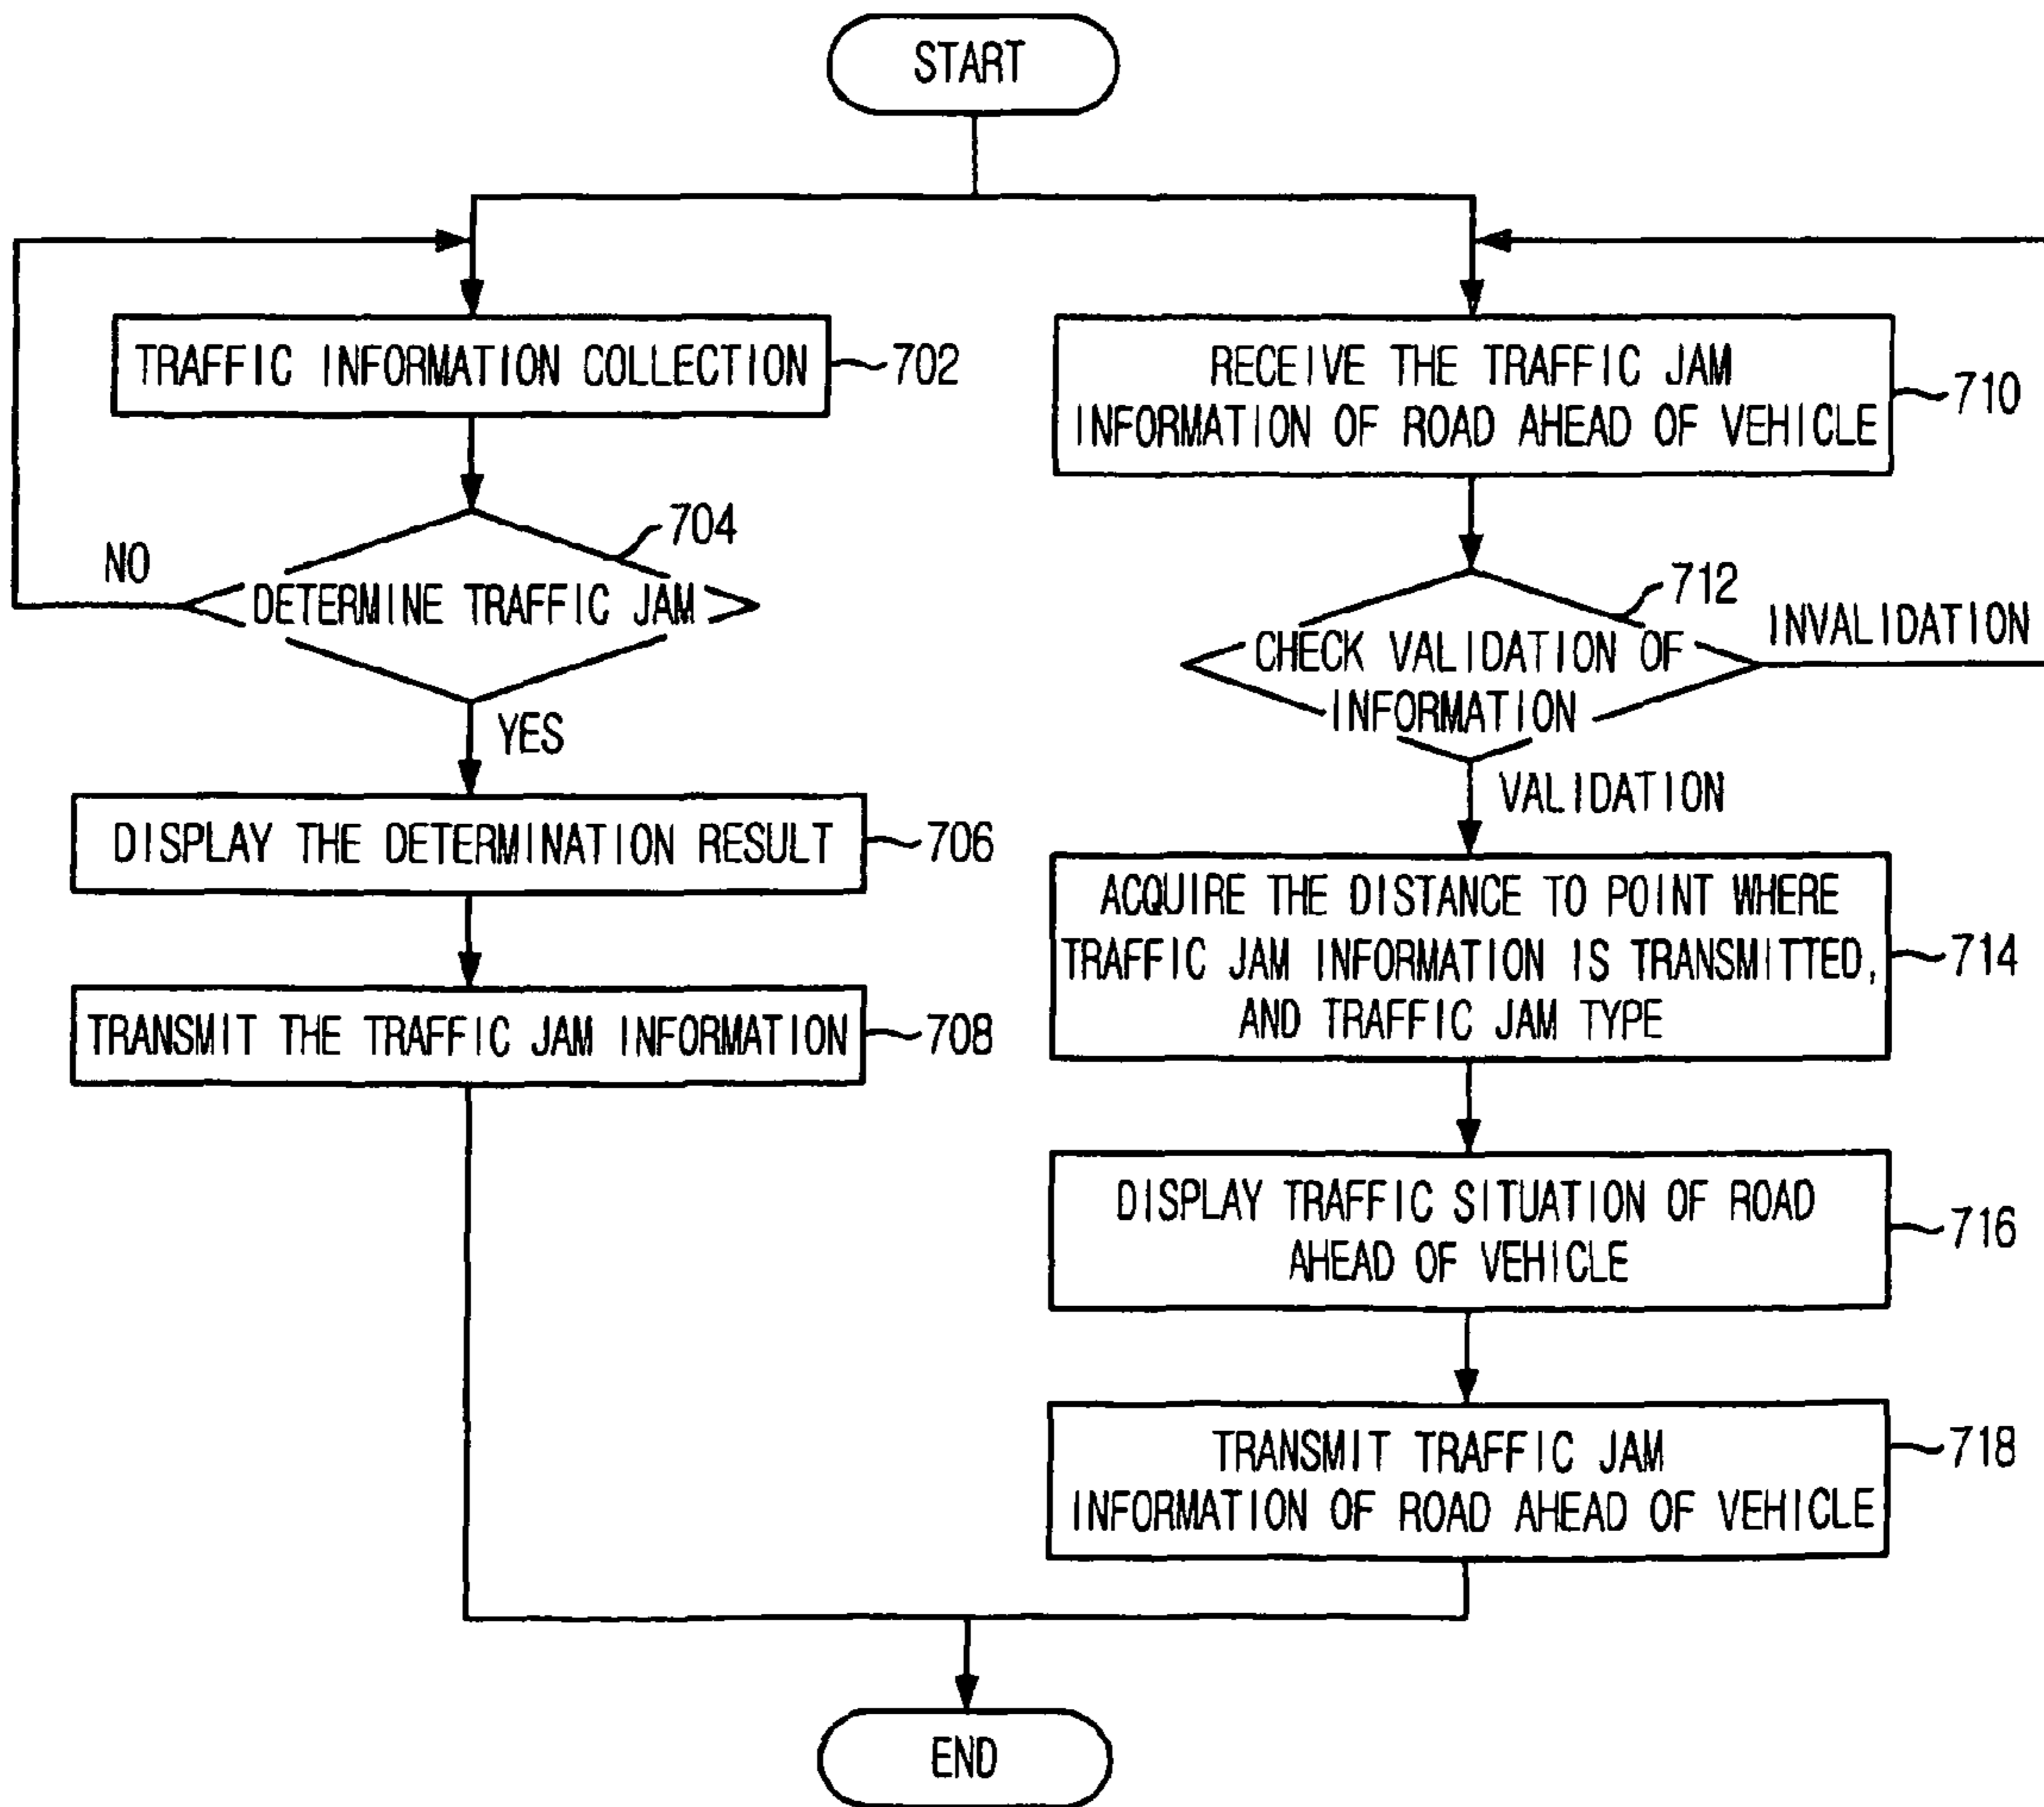 START
TRAFFIC INFORMATION COLLECTION
702
DETERMINE TRAFFIC JAM
704
NO
YES
DISPLAY THE DETERMINATION RESULT
706
TRANSMIT THE TRAFFIC JAM INFORMATION
708
RECEIVE THE TRAFFIC JAM
INFORMATION OF ROAD AHEAD OF VEHICLE
710
CHECK VALIDATION OF
INFORMATION
712
INVALIDATION
VALIDATION
ACQUIRE THE DISTANCE TO POINT WHERE
TRAFFIC JAM INFORMATION IS TRANSMITTED,
AND TRAFFIC JAM TYPE
714
DISPLAY TRAFFIC SITUATION OF ROAD
AHEAD OF VEHICLE
716
TRANSMIT TRAFFIC JAM
INFORMATION OF ROAD AHEAD OF VEHICLE
718
END